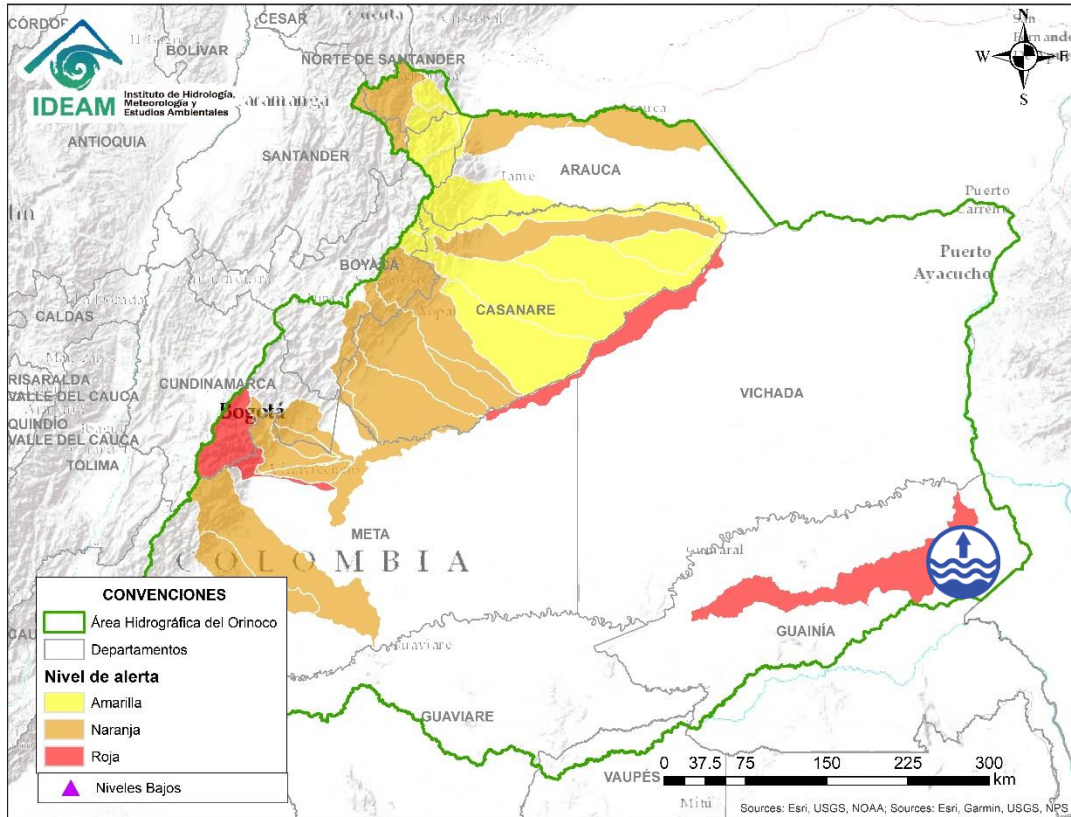 IDEAM
Instituto de Hidrología,
Meteorología y
Estudios Ambientales
CESAR
BOLÍVAR
NORTE DE SANTANDER
N
W
E
S
ANTIOQUIA
SANTANDER
ARAUCA
Puerto
Carreño
BOYACÁ
Puerto
Ayacucho
CALDAS
CASANARE
RISARALDA
VALLE DEL CAUCA
CUNDINAMARCA
Bogotá
VICHADA
QUINDÍO
VALLE DEL CAUCA
TOLIMA
META
COLOMBIA
GUAINÍA
GUAVIARE
VAUPÉS
Mitú
CONVENCIONES
Área Hidrográfica del Orinoco
Departamentos
Nivel de alerta
Amarilla
Naranja
Roja
Niveles Bajos
0 37.5 75 150 225 300
km
Sources: Esri, USGS, NOAA; Sources: Esri, Garmin, USGS, NPS